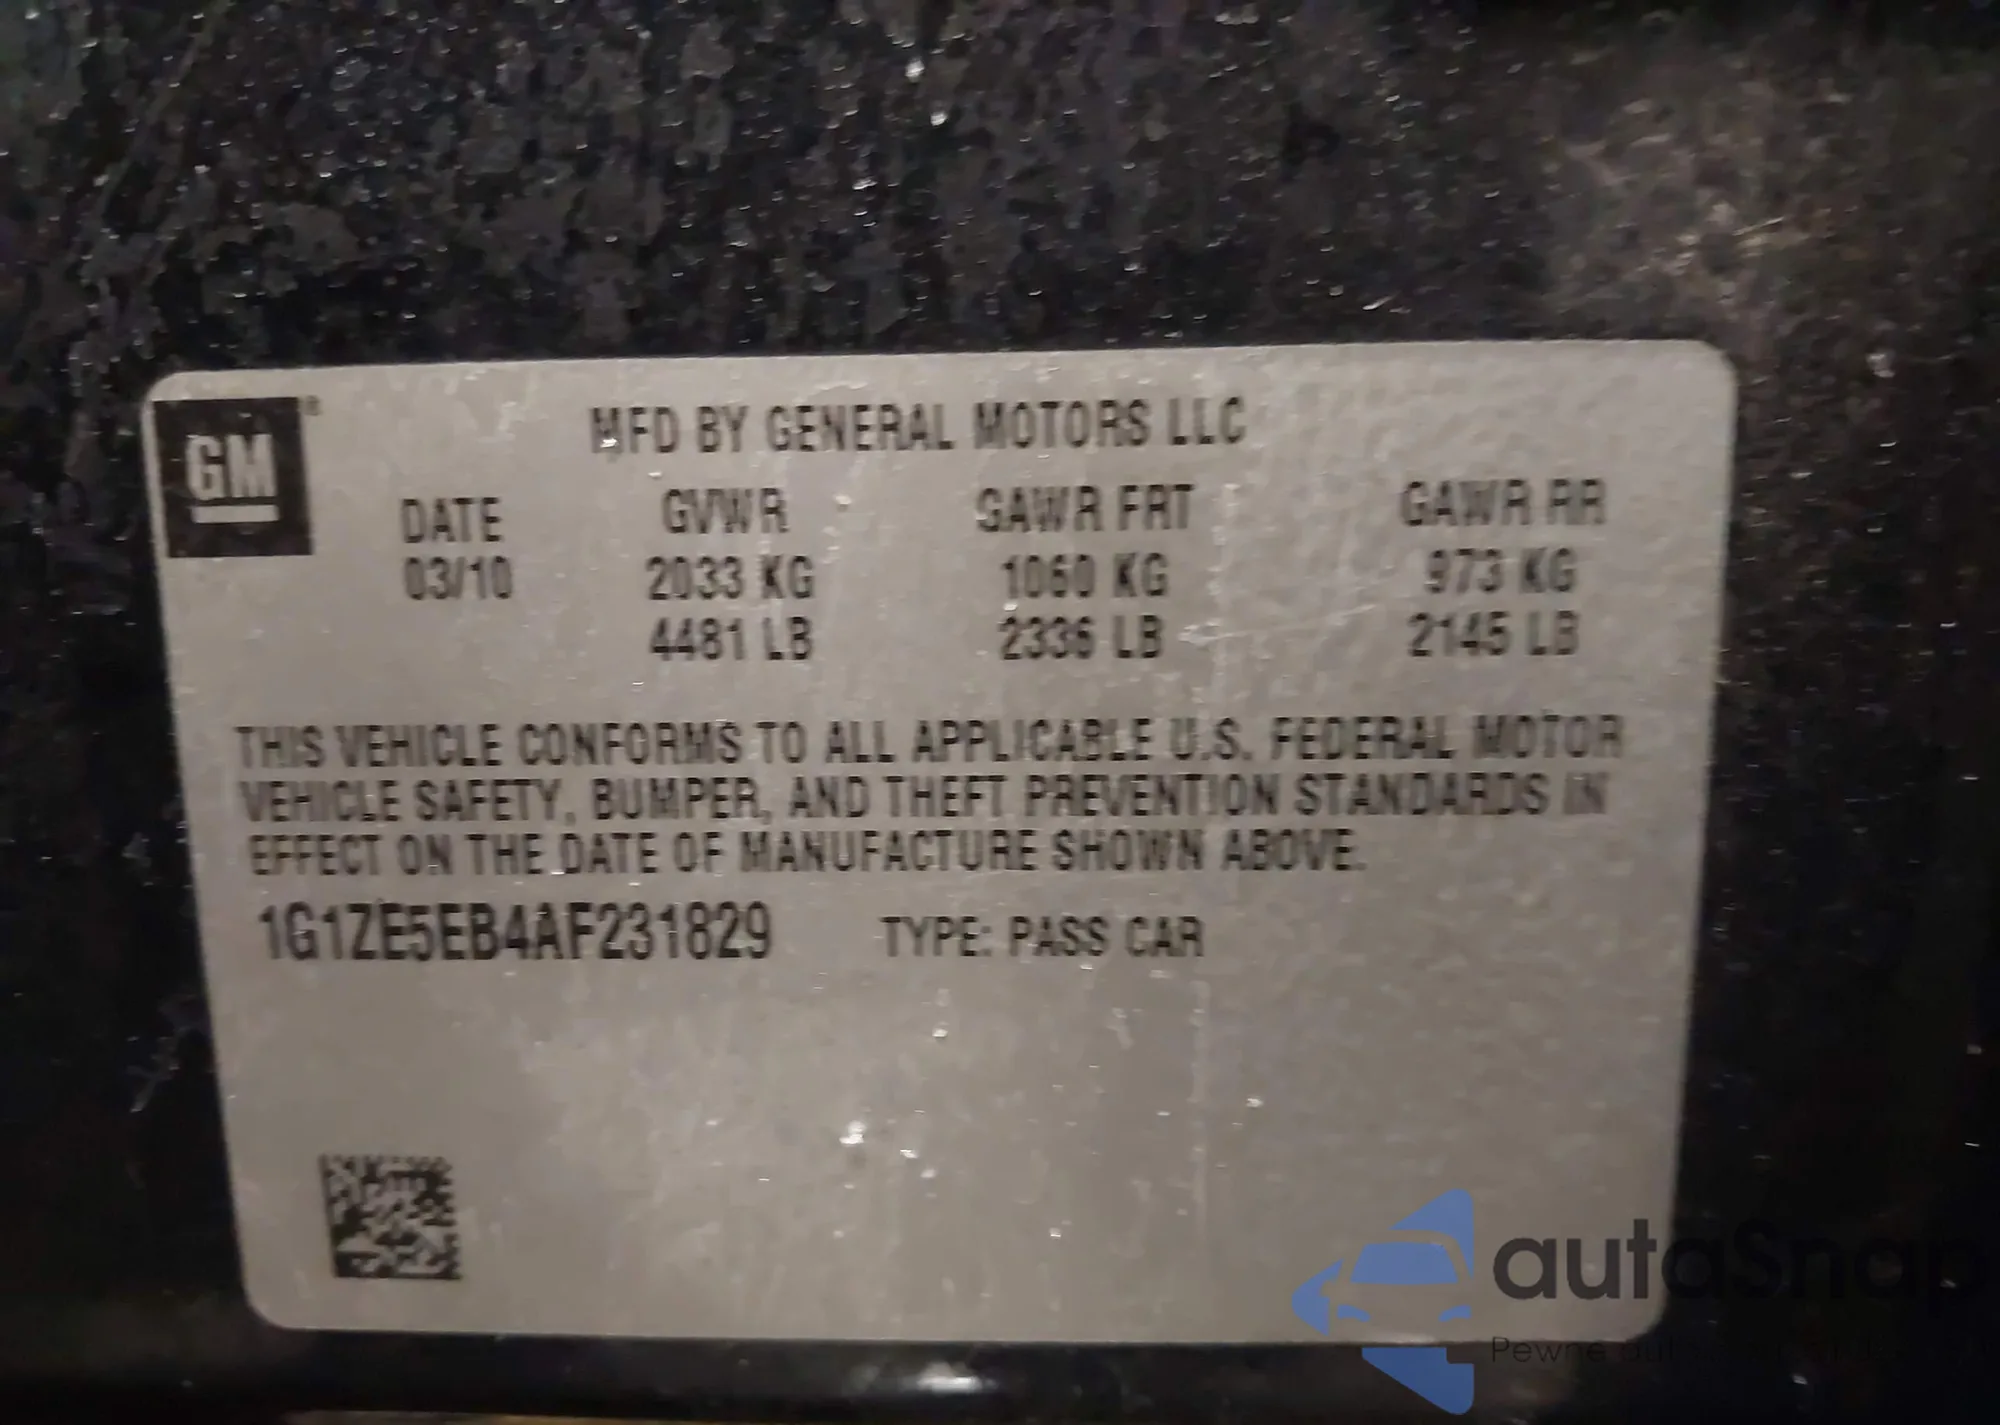 GM®
MFD BY GENERAL MOTORS LLC
DATE GVWR GAWR FRT GAWR RR
03/10 2033 KG 1060 KG 973 KG
4481 LB 2336 LB 2145 LB
THIS VEHICLE CONFORMS TO ALL APPLICABLE U.S. FEDERAL MOTOR
VEHICLE SAFETY, BUMPER, AND THEFT PREVENTION STANDARDS IN
EFFECT ON THE DATE OF MANUFACTURE SHOWN ABOVE.
1G1ZE5EB4AF231829 TYPE: PASS CAR
autaSnap
Pewne